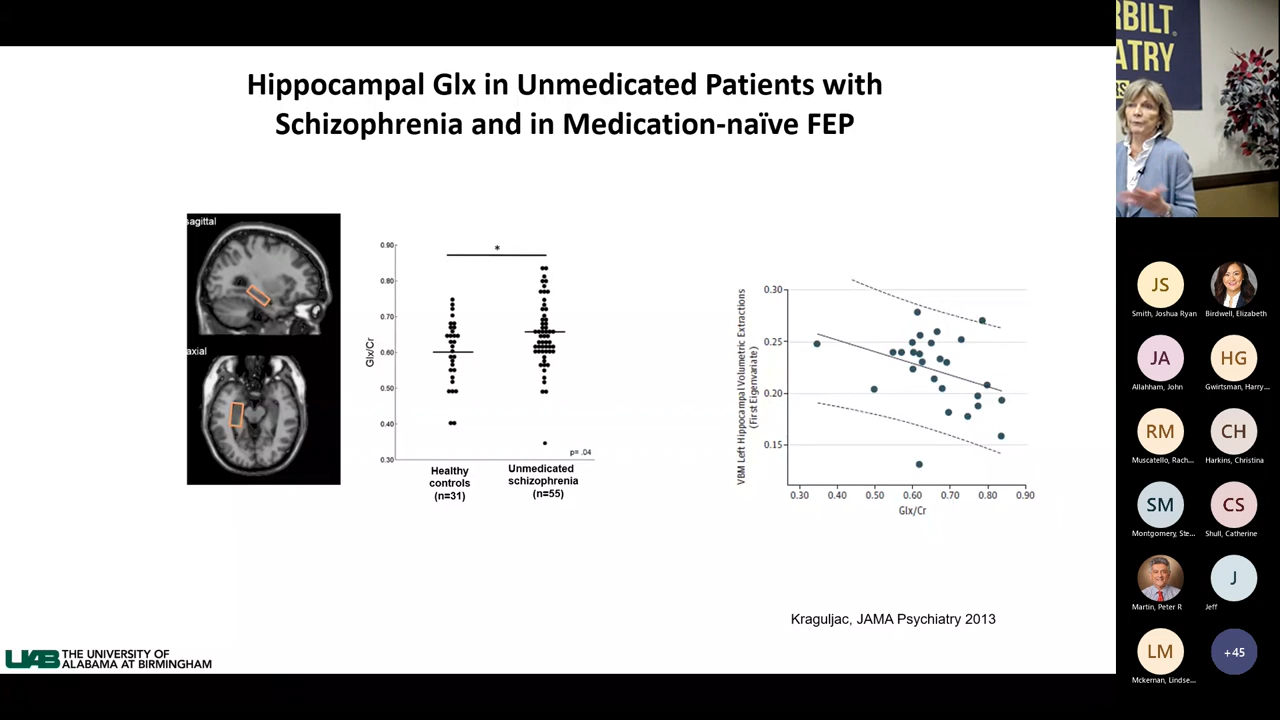 Hippocampal Glx in Unmedicated Patients with
Schizophrenia and in Medication-naïve FEP
sagittal
axial
Glx/Cr
0.90
0.80
0.70
0.60
0.50
0.40
0.30
*
p= .04
Healthy
controls
(n=31)
Unmedicated
schizophrenia
(n=55)
VBM Left Hippocampal Volumetric Extractions
(First Eigenvariate)
0.30
0.25
0.20
0.15
0.30 0.40 0.50 0.60 0.70 0.80 0.90
Glx/Cr
Kraguljac, JAMA Psychiatry 2013
UAB
THE UNIVERSITY OF
ALABAMA AT BIRMINGHAM
RBILT
ATRY
JS
Smith, Joshua Ryan
Birdwell, Elizabeth
JA
Allahham, John
HG
Gwirtsman, Harry...
RM
Muscatello, Rach...
CH
Harkins, Christina
SM
Montgomery, Ste...
CS
Shull, Catherine
Martin, Peter R
J
Jeff
LM
Mckernan, Lindse...
+45